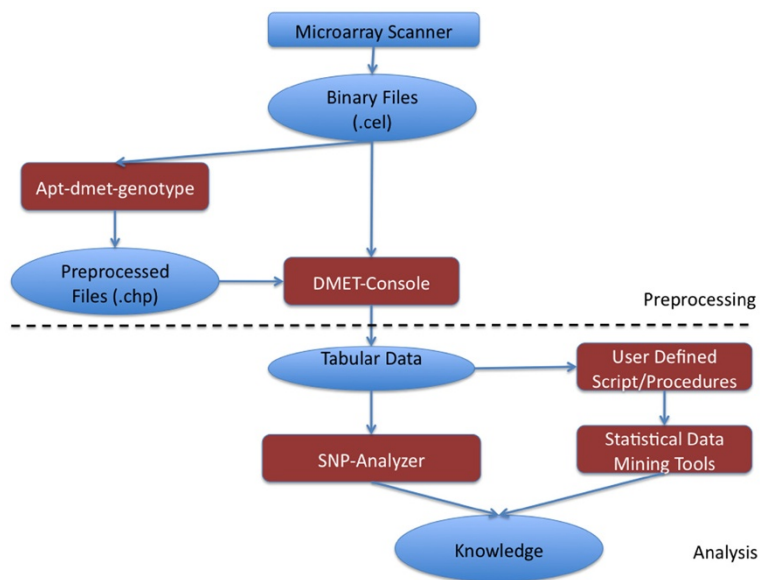 Microarray Scanner
Binary Files
(.cel)
Apt-dmet-genotype
Preprocessed
Files (.chp)
DMET-Console
Preprocessing
Tabular Data
User Defined
Script/Procedures
SNP-Analyzer
Statistical Data
Mining Tools
Knowledge
Analysis